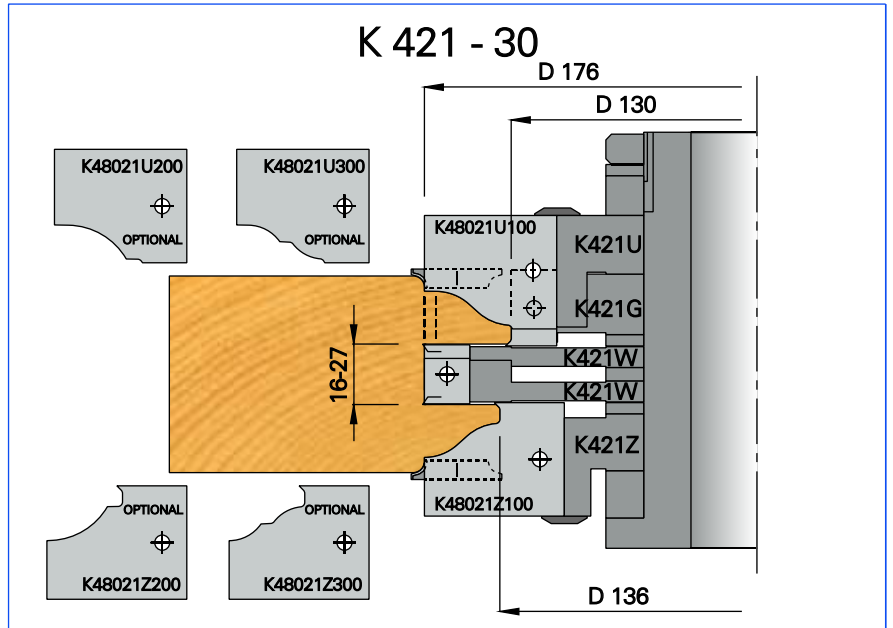 K 421 - 30
D 176
D 130
K48021U200
OPTIONAL
K48021U300
OPTIONAL
K48021U100
K421U
K421G
K421W
K421W
K421Z
16-27
K48021Z100
OPTIONAL
K48021Z200
OPTIONAL
K48021Z300
D 136